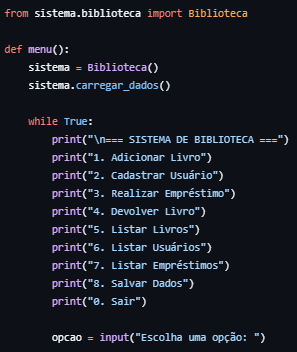 from sistema.biblioteca import Biblioteca

def menu():
    sistema = Biblioteca()
    sistema.carregar_dados()

    while True:
        print("\n=== SISTEMA DE BIBLIOTECA ===")
        print("1. Adicionar Livro")
        print("2. Cadastrar Usuário")
        print("3. Realizar Empréstimo")
        print("4. Devolver Livro")
        print("5. Listar Livros")
        print("6. Listar Usuários")
        print("7. Listar Empréstimos")
        print("8. Salvar Dados")
        print("0. Sair")

        opcao = input("Escolha uma opção: ")